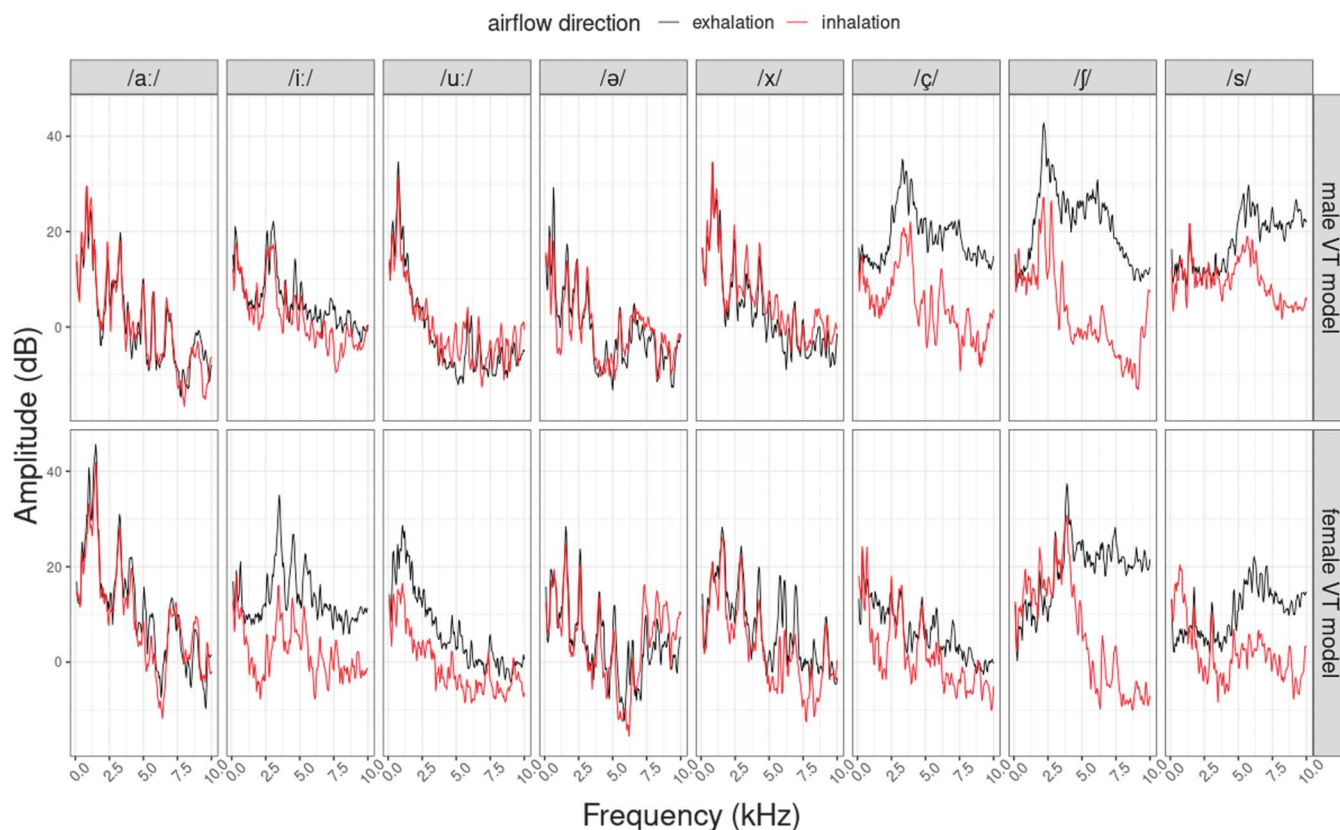 airflow direction — exhalation — inhalation
/aː/ /iː/ /uː/ /ə/ /x/ /ç/ /ʃ/ /s/
40
20
0
male VT model
40
20
0
female VT model
Amplitude (dB)
0.0 2.5 5.0 7.5 10.0 0.0 2.5 5.0 7.5 10.0 0.0 2.5 5.0 7.5 10.0 0.0 2.5 5.0 7.5 10.0 0.0 2.5 5.0 7.5 10.0 0.0 2.5 5.0 7.5 10.0 0.0 2.5 5.0 7.5 10.0 0.0 2.5 5.0 7.5 10.0
Frequency (kHz)